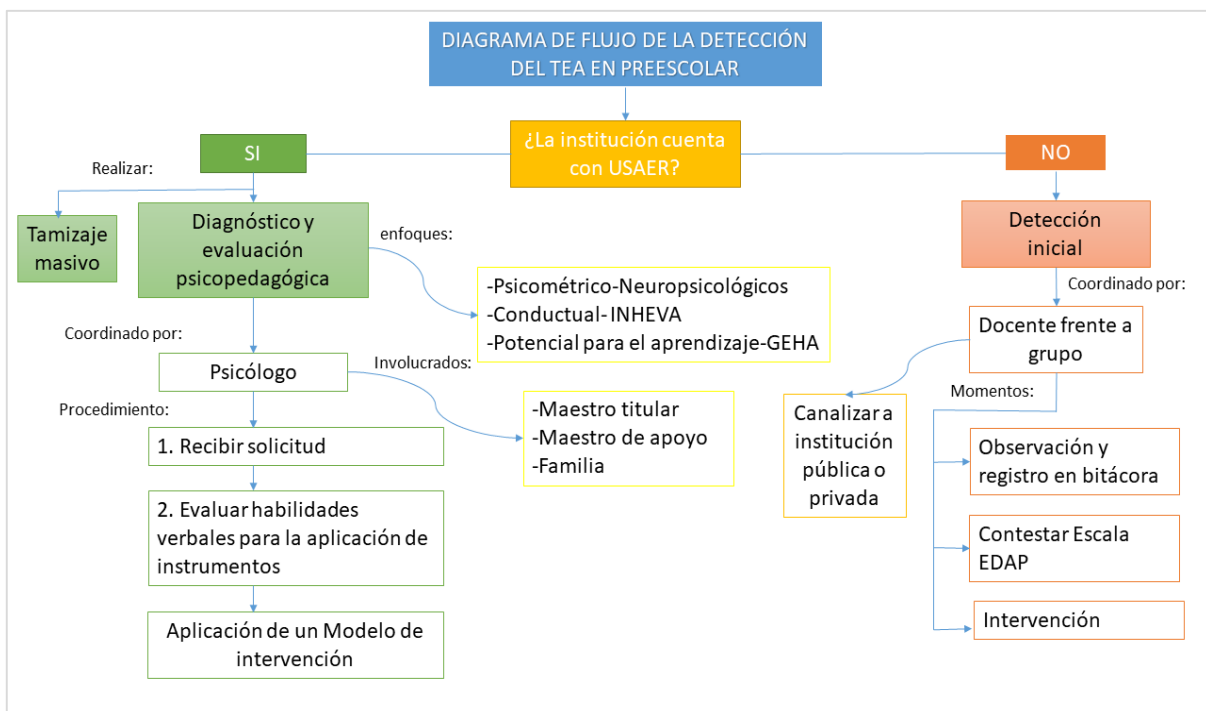 DIAGRAMA DE FLUJO DE LA DETECCIÓN
DEL TEA EN PREESCOLAR
¿La institución cuenta
con USAER?
SI
NO
Realizar:
Tamizaje
masivo
Diagnóstico y
evaluación
psicopedagógica
enfoques:
-Psicométrico-Neuropsicológicos
-Conductual- INHEVA
-Potencial para el aprendizaje-GEHA
Coordinado por:
Psicólogo
Involucrados:
-Maestro titular
-Maestro de apoyo
-Familia
Procedimiento:
1. Recibir solicitud
2. Evaluar habilidades
verbales para la aplicación de
instrumentos
Aplicación de un Modelo de
intervención
Detección
inicial
Coordinado por:
Docente frente a
grupo
Canalizar a
institución
pública o
privada
Momentos:
Observación y
registro en bitácora
Contestar Escala
EDAP
Intervención